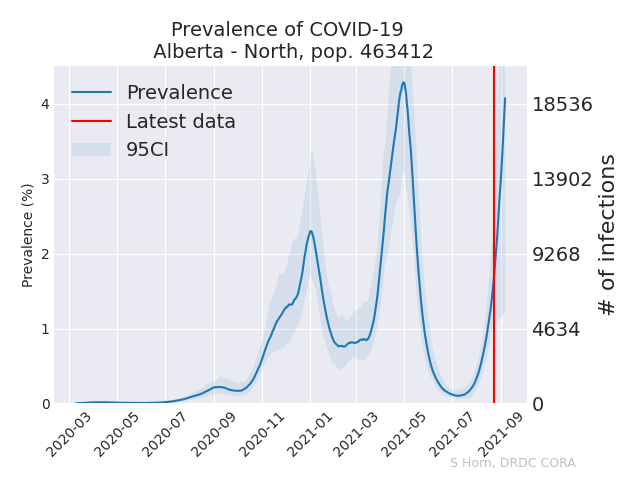 Prevalence of COVID-19
Alberta - North, pop. 463412
Prevalence
Latest data
95CI
Prevalence (%)
4
3
2
1
0
18536
13902
9268
4634
0
# of infections
2020-03
2020-05
2020-07
2020-09
2020-11
2021-01
2021-03
2021-05
2021-07
2021-09
S Horn, DRDC CORA